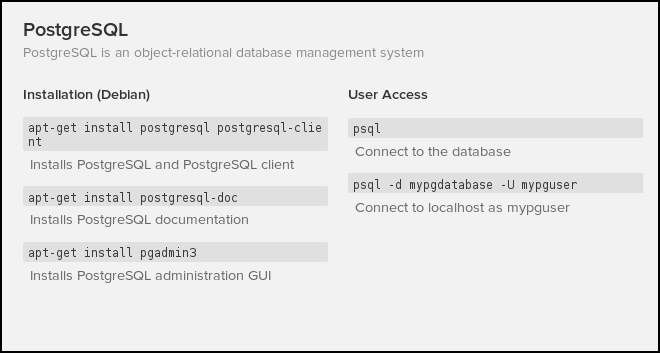 PostgreSQL
PostgreSQL is an object-relational database management system
Installation (Debian)
apt-get install postgresql postgresql-clie
nt
Installs PostgreSQL and PostgreSQL client
apt-get install postgresql-doc
Installs PostgreSQL documentation
apt-get install pgadmin3
Installs PostgreSQL administration GUI
User Access
psql
Connect to the database
psql -d mypgdatabase -U mypguser
Connect to localhost as mypguser